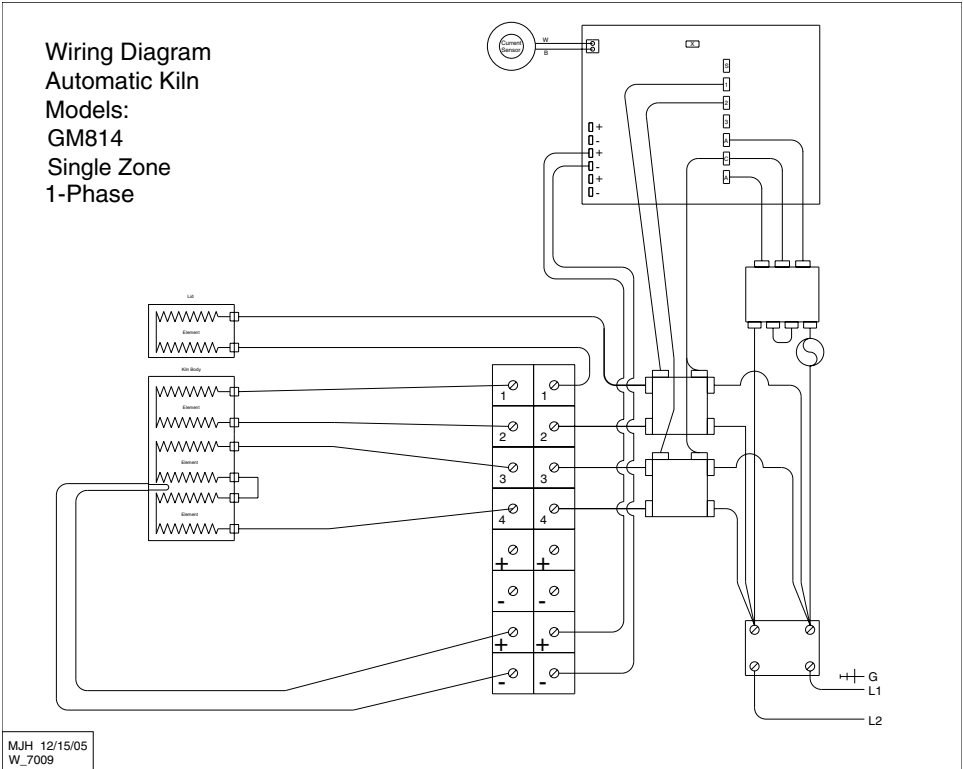 Wiring Diagram
Automatic Kiln
Models:
GM814
Single Zone
1-Phase
Current
Sensor
W
B
X
S
1
2
3
A
C
A
+
-
+
-
+
-
Lid
Element
Kiln Body
Element
Element
Element
1 1
2 2
3 3
4 4
+ +
- -
+ +
- -
G
L1
L2
MJH 12/15/05
W_7009